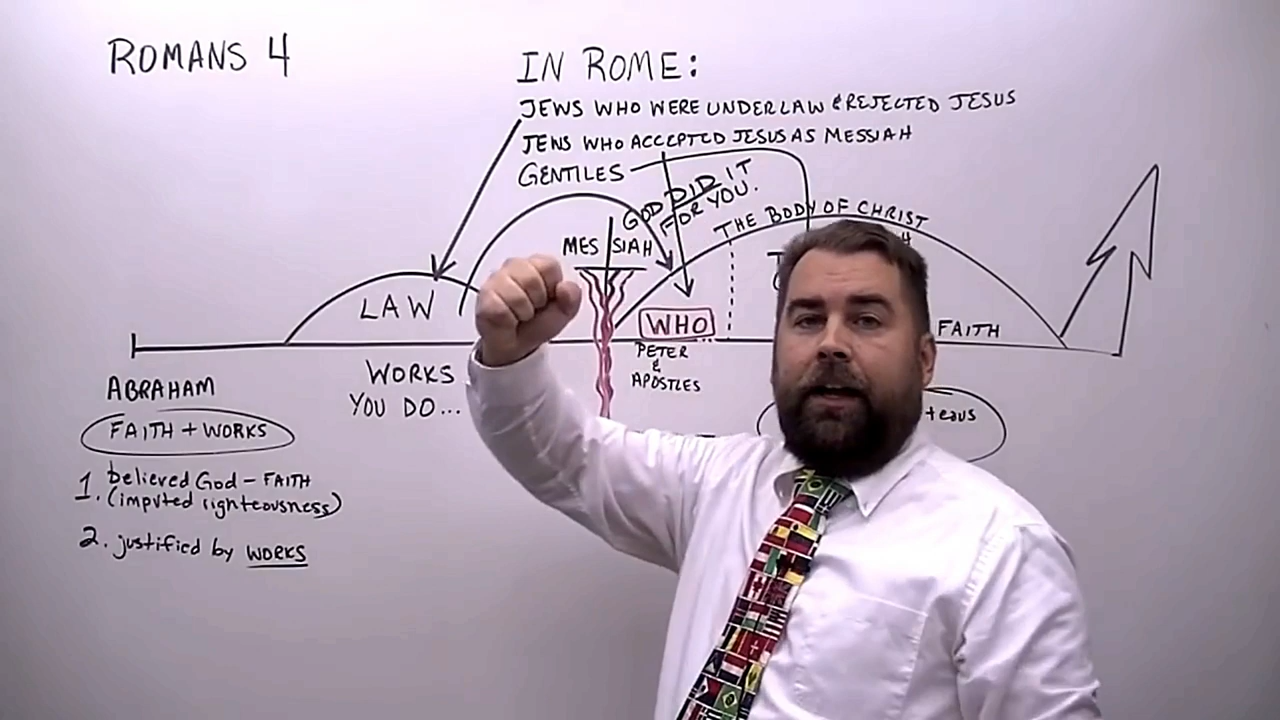 ROMANS 4
IN ROME:
JEWS WHO WERE UNDER LAW & REJECTED JESUS
JEWS WHO ACCEPTED JESUS AS MESSIAH
GENTILES
GOD DID IT
FOR YOU.
THE BODY OF CHRIST
MESSIAH
LAW
WHO
FAITH
PETER
&
APOSTLES
WORKS
YOU DO...
ABRAHAM
FAITH + WORKS
1. believed God - FAITH
(imputed righteousness)
2. justified by WORKS